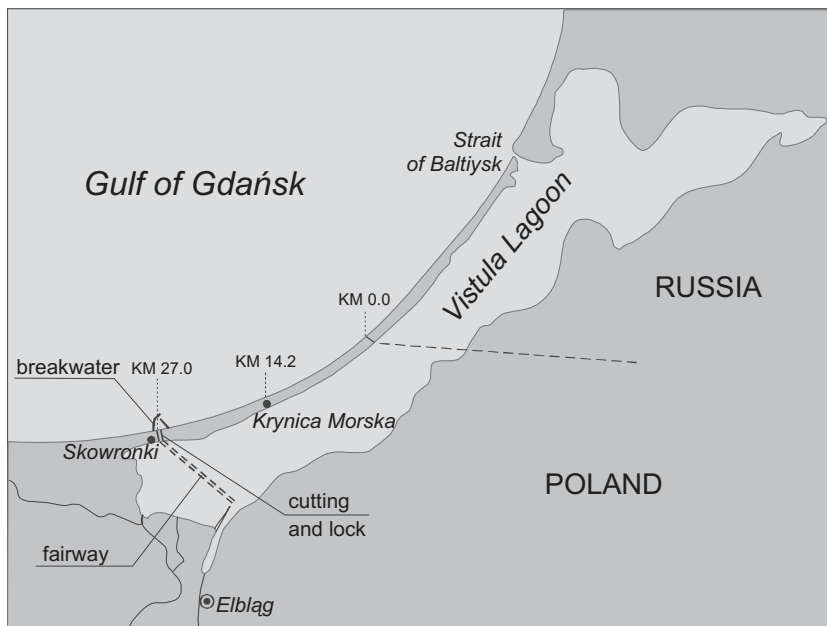 Strait
of Baltiysk
Gulf of Gdańsk
Vistula Lagoon
RUSSIA
KM 0.0
breakwater
KM 27.0
KM 14.2
Krynica Morska
Skowronki
POLAND
cutting
and lock
fairway
Elbląg